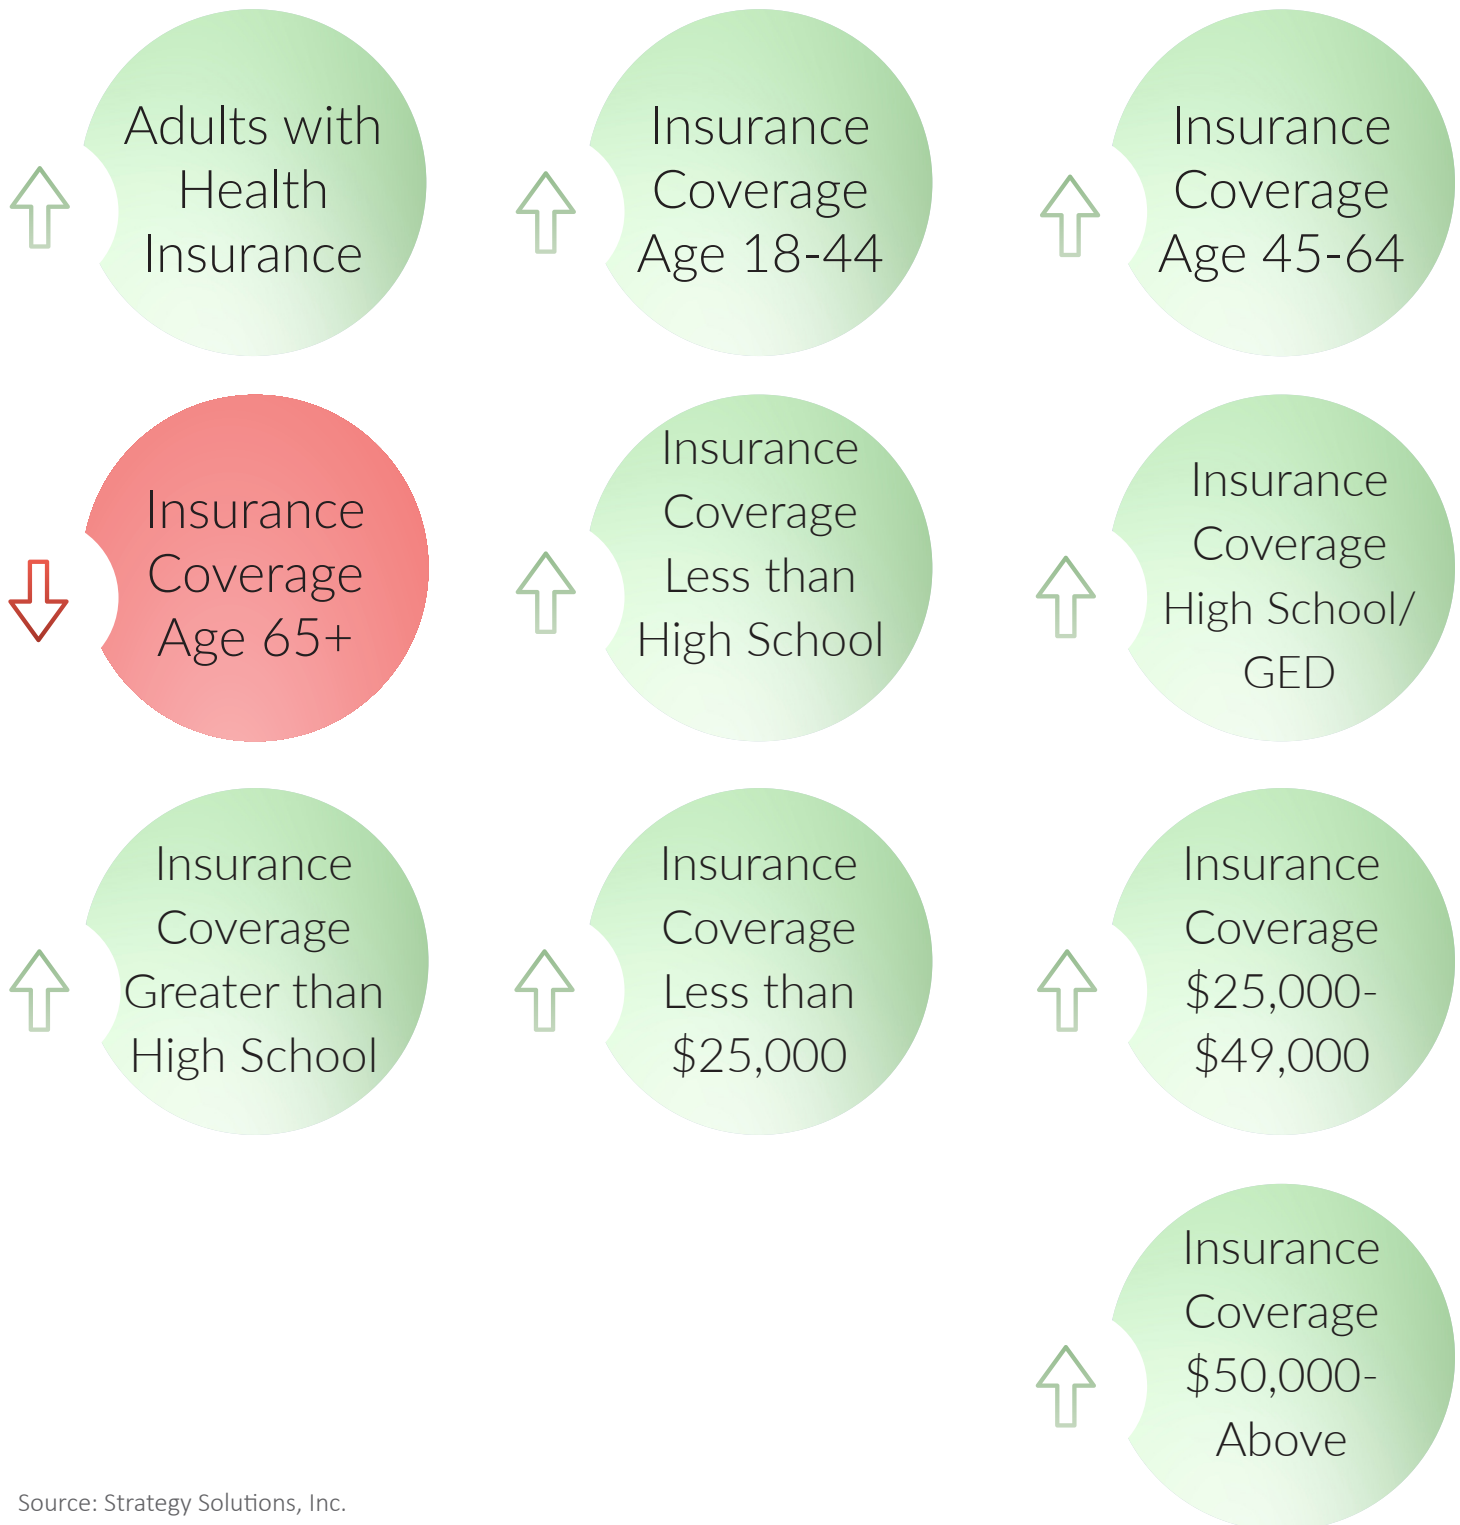 Adults with
Health
Insurance
Insurance
Coverage
Age 18-44
Insurance
Coverage
Age 45-64
Insurance
Coverage
Age 65+
Insurance
Coverage
Less than
High School
Insurance
Coverage
High School/
GED
Insurance
Coverage
Greater than
High School
Insurance
Coverage
Less than
$25,000
Insurance
Coverage
$25,000-
$49,000
Insurance
Coverage
$50,000-
Above
Source: Strategy Solutions, Inc.